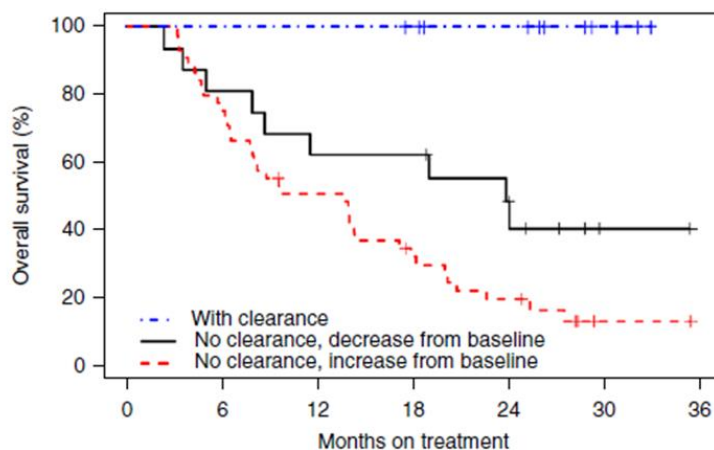 100
80
60
40
20
0
Overall survival (%)
With clearance
No clearance, decrease from baseline
No clearance, increase from baseline
0 6 12 18 24 30 36
Months on treatment